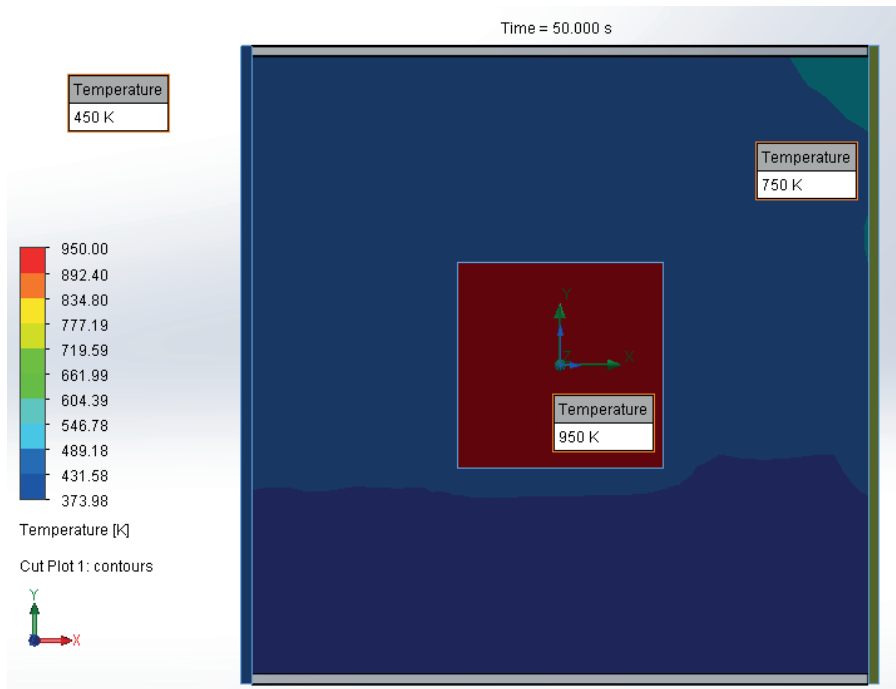 Time = 50.000 s
Temperature
450 K
Temperature
750 K
950.00
892.40
834.80
777.19
719.59
661.99
604.39
546.78
489.18
431.58
373.98
Y
Z
X
Temperature
950 K
Temperature [K]
Cut Plot 1: contours
Y
X